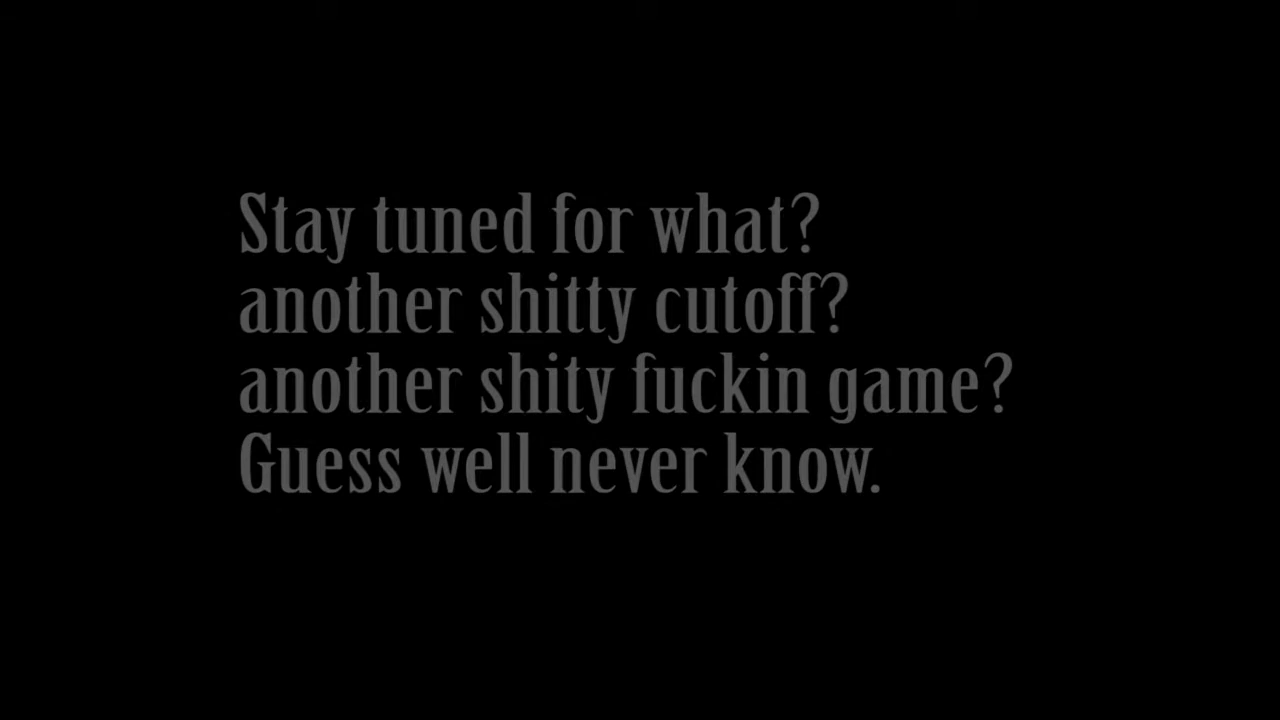 Stay tuned for what?
another shitty cutoff?
another shity fuckin game?
Guess well never know.